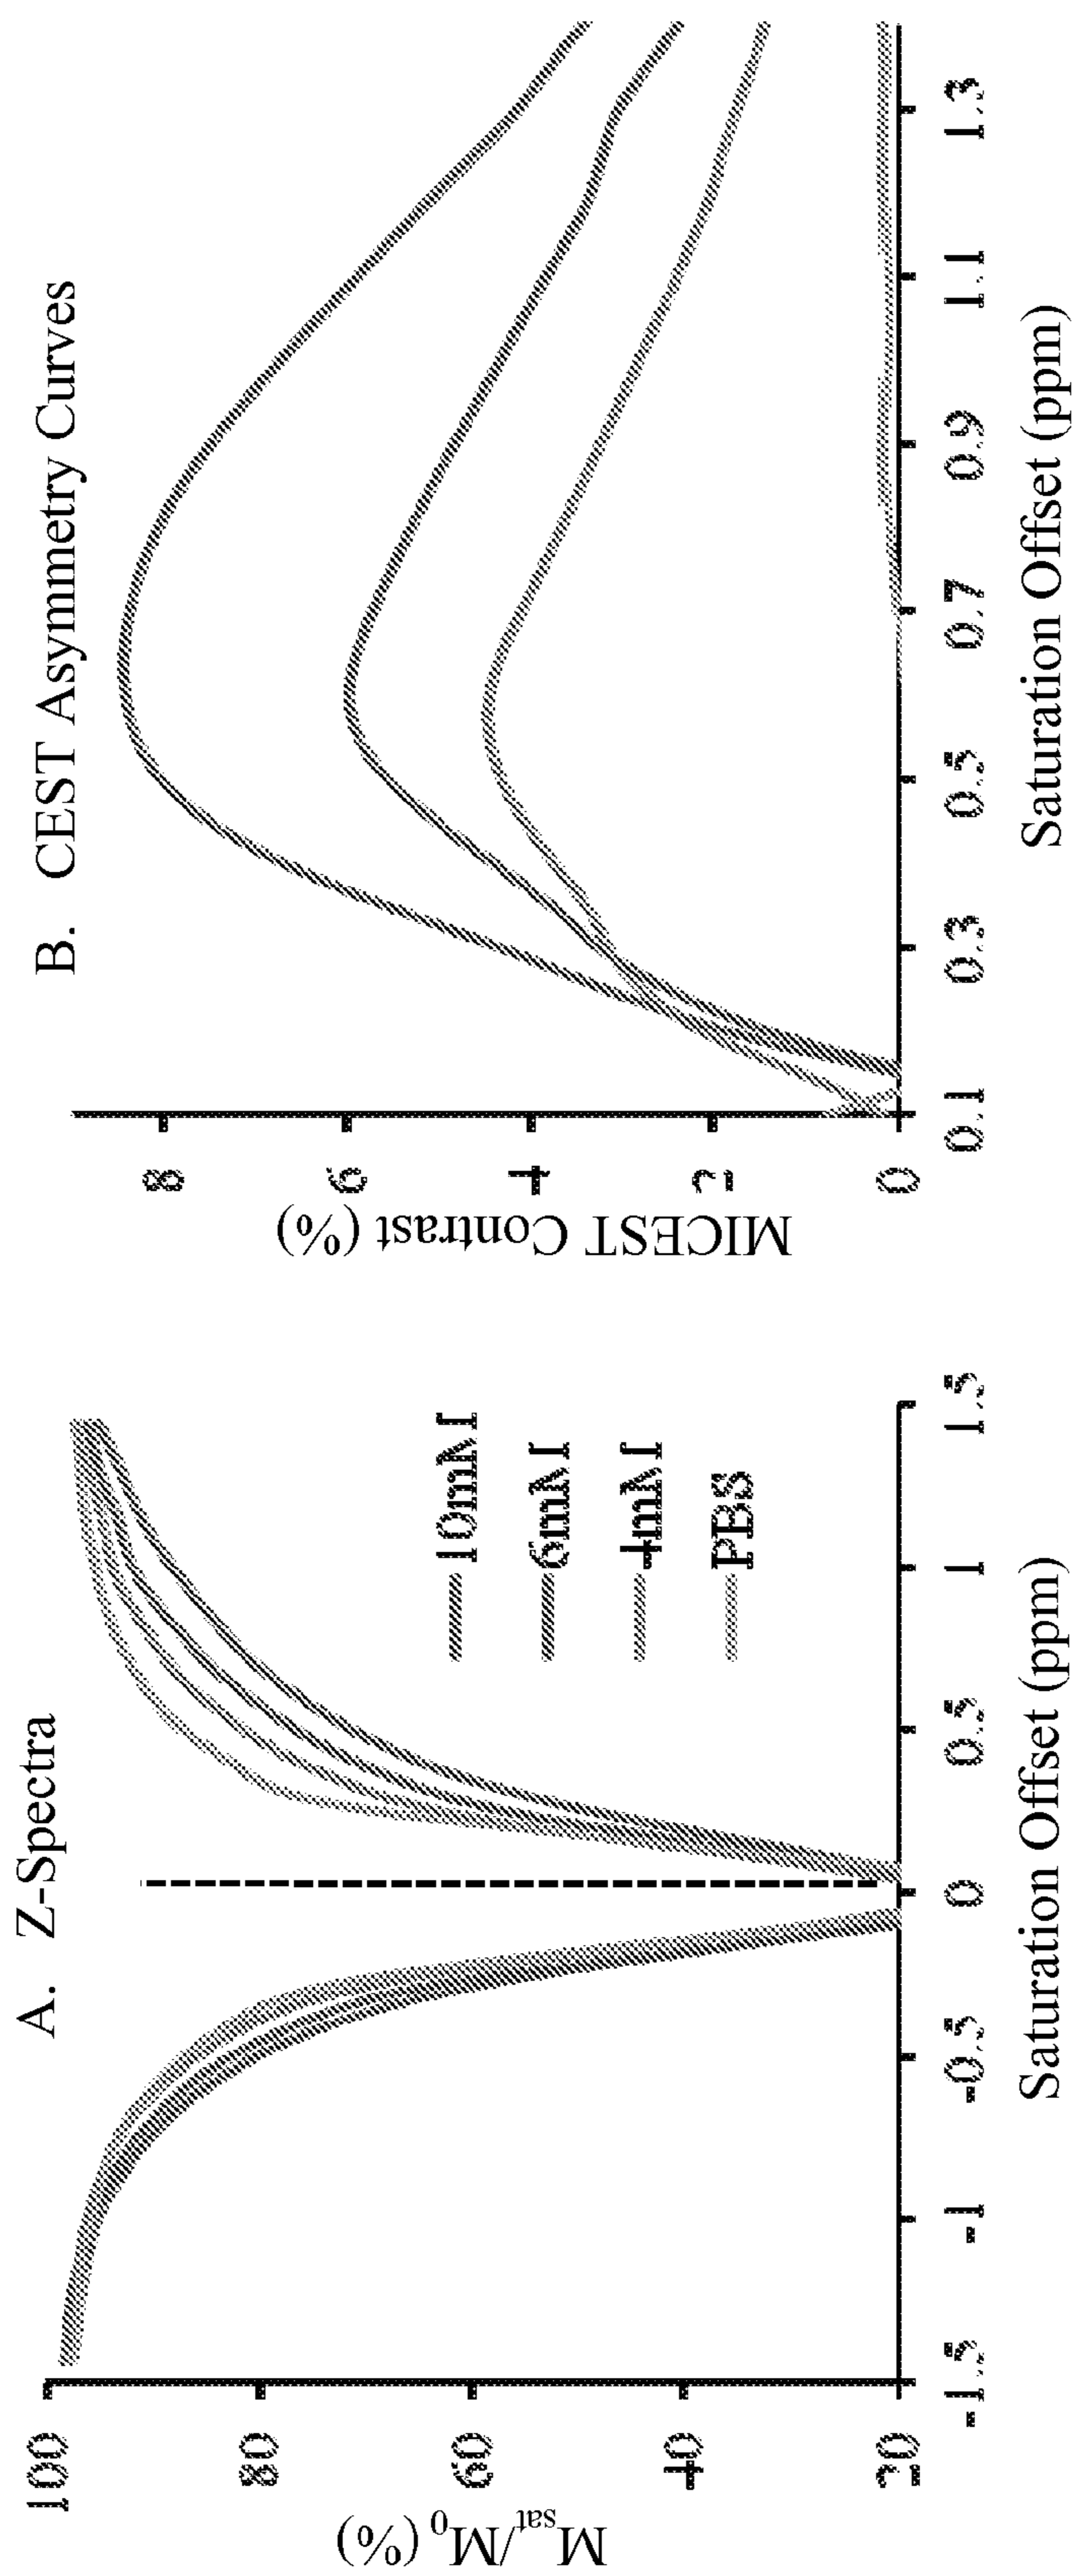 A. Z-Spectra
100
80
60
40
20
M_sat/M_0 (%)
-1.5
-1
-0.5
0
0.5
1
1.5
Saturation Offset (ppm)
10mM
6mM
4mM
PBS
B. CEST Asymmetry Curves
8
6
4
2
0
MICEST Contrast (%)
0.1
0.3
0.5
0.7
0.9
1.1
1.3
Saturation Offset (ppm)